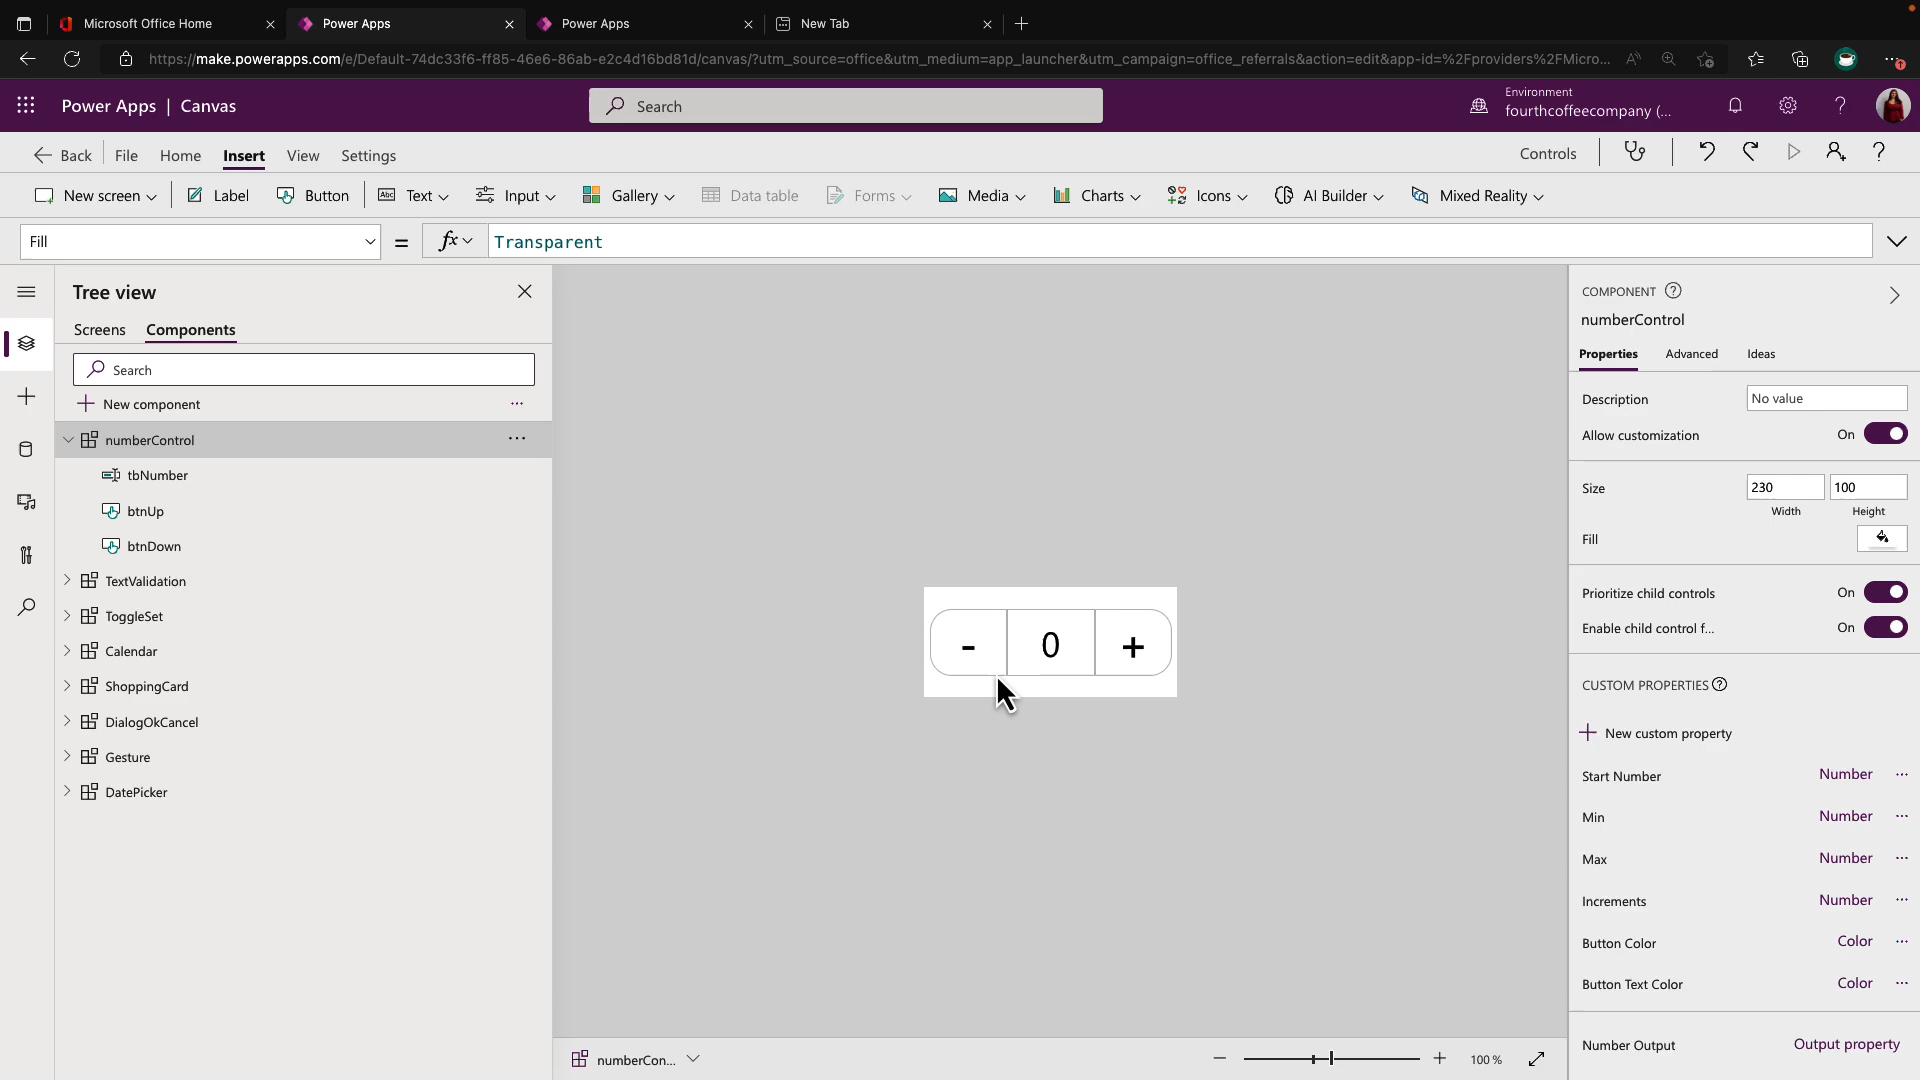 Microsoft Office Home
Power Apps
Power Apps
New Tab
https://make.powerapps.com/e/Default-74dc33f6-ff85-46e6-86ab-e2c4d16bd81d/canvas/?utm_source=office&utm_medium=app_launcher&utm_campaign=office_referrals&action=edit&app-id=%2Fproviders%2FMicro...
Power Apps | Canvas
Search
Environment
fourthcoffeecompany (...
Back
File
Home
Insert
View
Settings
Controls
New screen
Label
Button
Text
Input
Gallery
Data table
Forms
Media
Charts
Icons
AI Builder
Mixed Reality
Fill
=
fx
Transparent
Tree view
Screens
Components
Search
New component
numberControl
tbNumber
btnUp
btnDown
TextValidation
ToggleSet
Calendar
ShoppingCard
DialogOkCancel
Gesture
DatePicker
- 0 +
numberCon...
100 %
COMPONENT
numberControl
Properties
Advanced
Ideas
Description
No value
Allow customization
On
Size
230
100
Width
Height
Fill
Prioritize child controls
On
Enable child control f...
On
CUSTOM PROPERTIES
New custom property
Start Number
Number
Min
Number
Max
Number
Increments
Number
Button Color
Color
Button Text Color
Color
Number Output
Output property